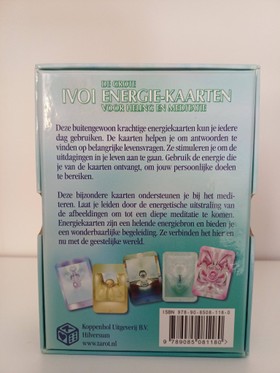 DE GROTE
IVOI ENERGIE-KAARTEN
VOOR HELING EN MEDITATIE
Deze buitengewoon krachtige energiekaarten kun je iedere
dag gebruiken. De kaarten helpen je om antwoorden te
vinden op belangrijke levensvragen. Ze stimuleren je om de
uitdagingen in je leven aan te gaan. Gebruik de energie die
je van de kaarten ontvangt, om jouw persoonlijke doelen te
bereiken.
Deze bijzondere kaarten ondersteunen je bij het medi-
teren. Laat je leiden door de energetische uitstraling van
de afbeeldingen om tot een diepe meditatie te komen.
Energiekaarten zijn een helende energiebron en bieden je
een wonderbaarlijke begeleiding. Ze verbinden het hier en
nu met de geestelijke wereld.
ISBN 978-90-8508-118-0
9789085081180
Koppenhol Uitgeverij B.V.
Hilversum
www.tarot.nl